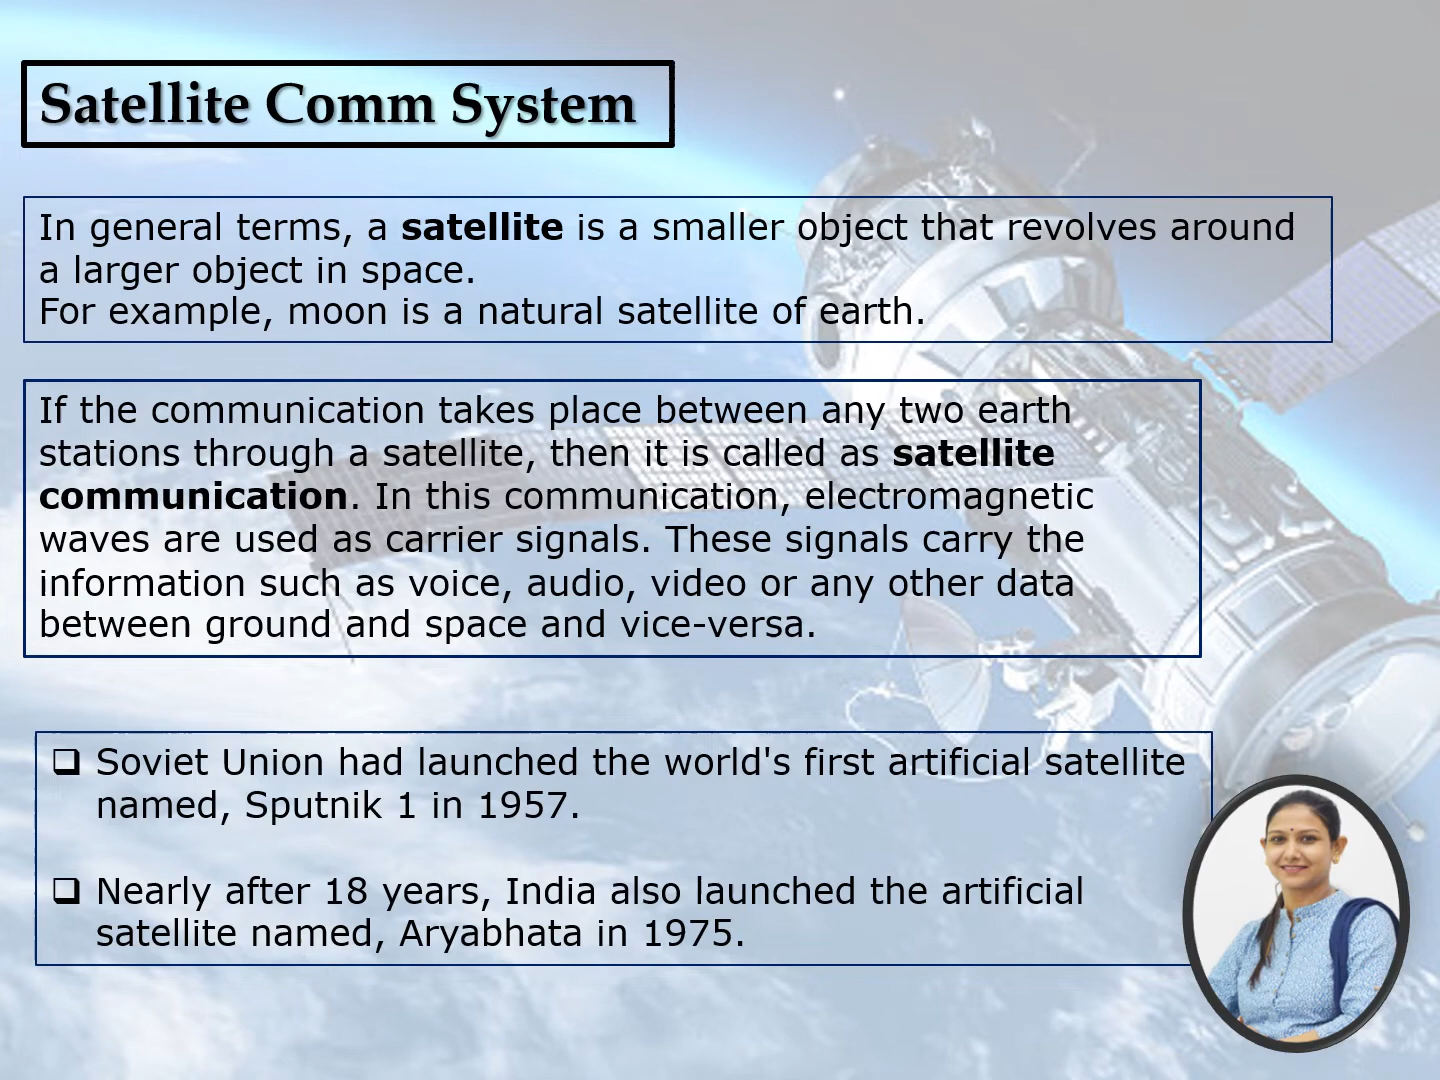 Satellite Comm System
In general terms, a satellite is a smaller object that revolves around
a larger object in space.
For example, moon is a natural satellite of earth.
If the communication takes place between any two earth
stations through a satellite, then it is called as satellite
communication. In this communication, electromagnetic
waves are used as carrier signals. These signals carry the
information such as voice, audio, video or any other data
between ground and space and vice-versa.
❑ Soviet Union had launched the world's first artificial satellite
named, Sputnik 1 in 1957.
❑ Nearly after 18 years, India also launched the artificial
satellite named, Aryabhata in 1975.